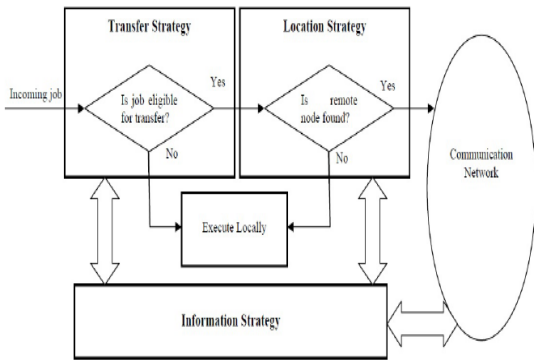 Transfer Strategy
Location Strategy
Incoming job
Is job eligible
for transfer?
Yes
Is remote
node found?
Yes
No
No
Communication
Network
Execute Locally
Information Strategy